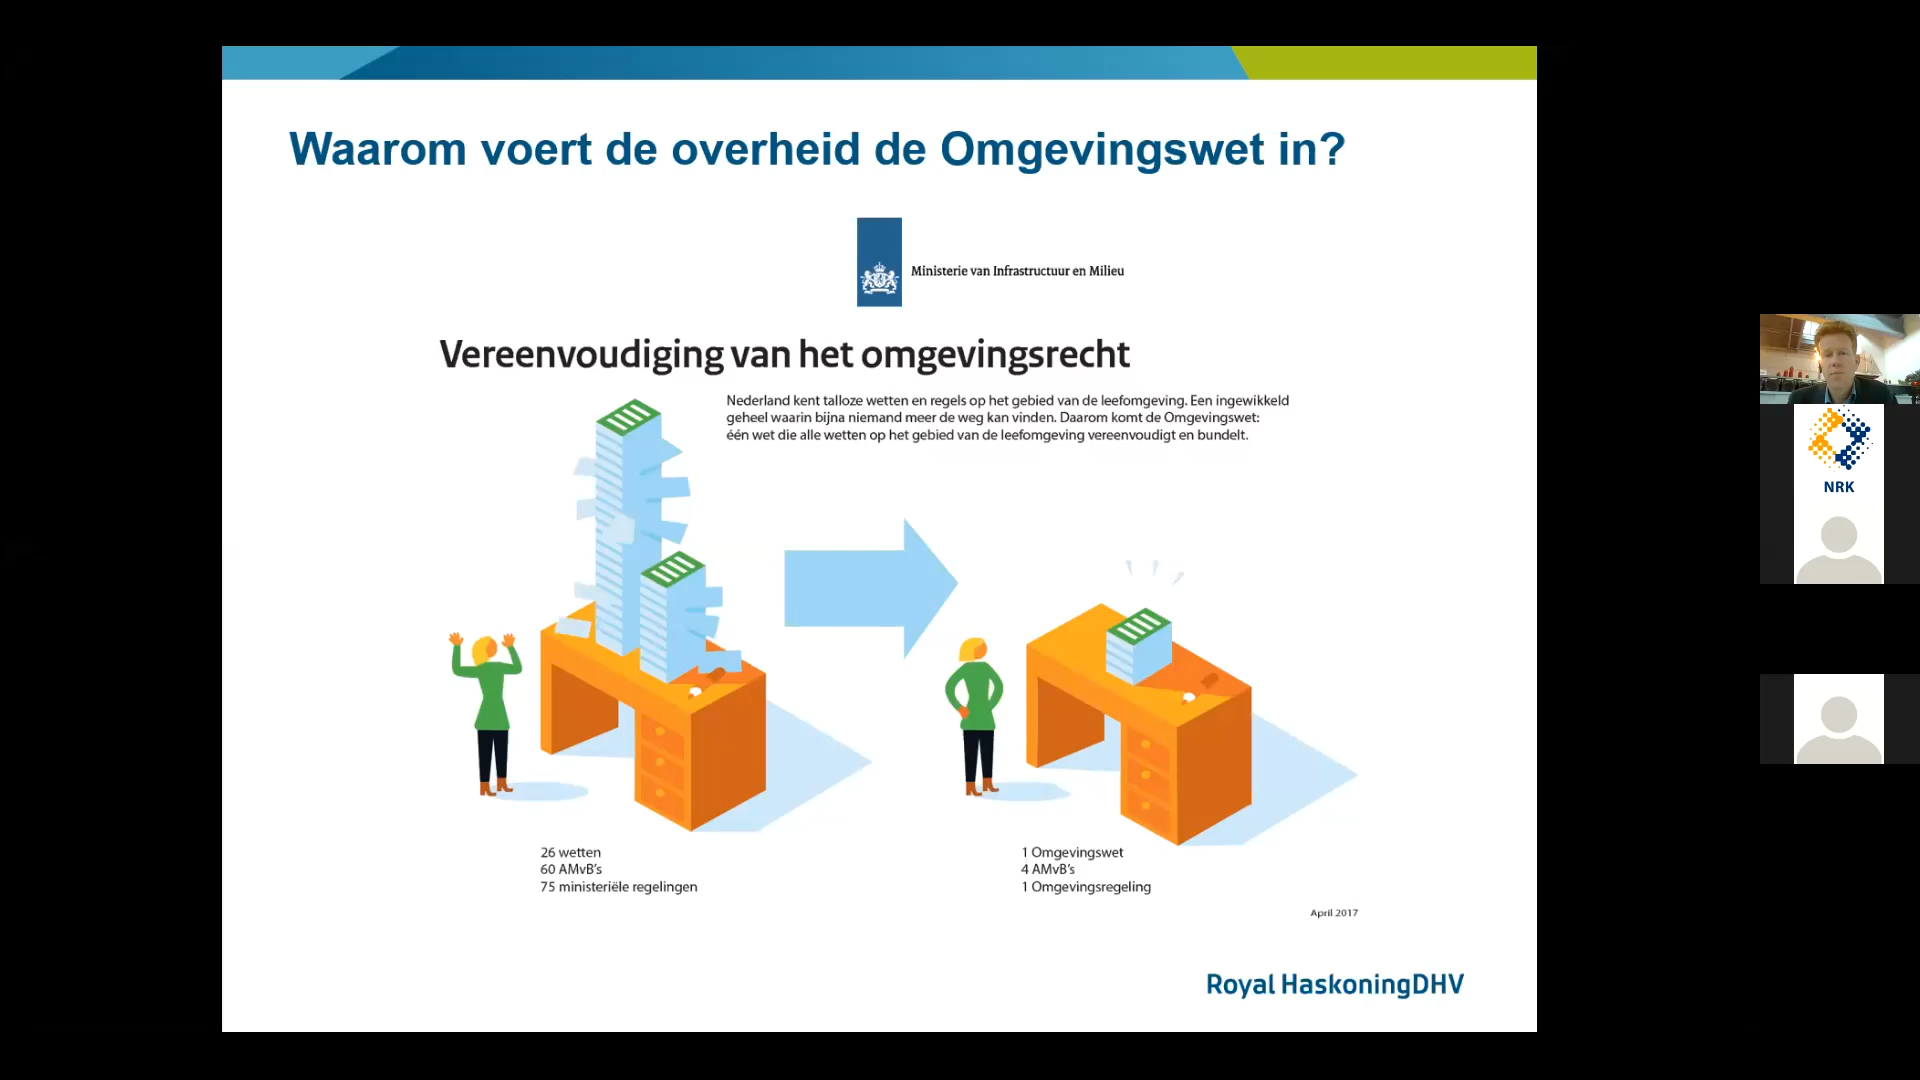 Waarom voert de overheid de Omgevingswet in?
Ministerie van Infrastructuur en Milieu
Vereenvoudiging van het omgevingsrecht
Nederland kent talloze wetten en regels op het gebied van de leefomgeving. Een ingewikkeld
geheel waarin bijna niemand meer de weg kan vinden. Daarom komt de Omgevingswet:
één wet die alle wetten op het gebied van de leefomgeving vereenvoudigt en bundelt.
26 wetten
60 AMvB's
75 ministeriële regelingen
1 Omgevingswet
4 AMvB's
1 Omgevingsregeling
April 2017
Royal HaskoningDHV
NRK